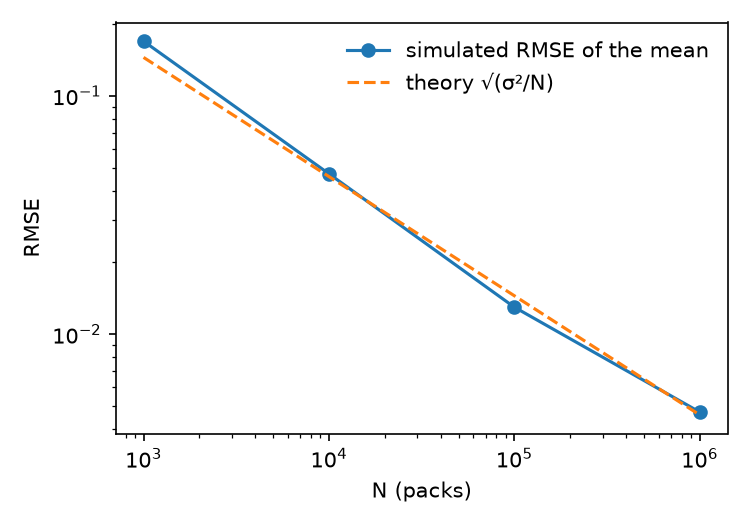 simulated RMSE of the mean
theory √(σ²/N)
10⁻¹
10⁻²
RMSE
10³ 10⁴ 10⁵ 10⁶
N (packs)